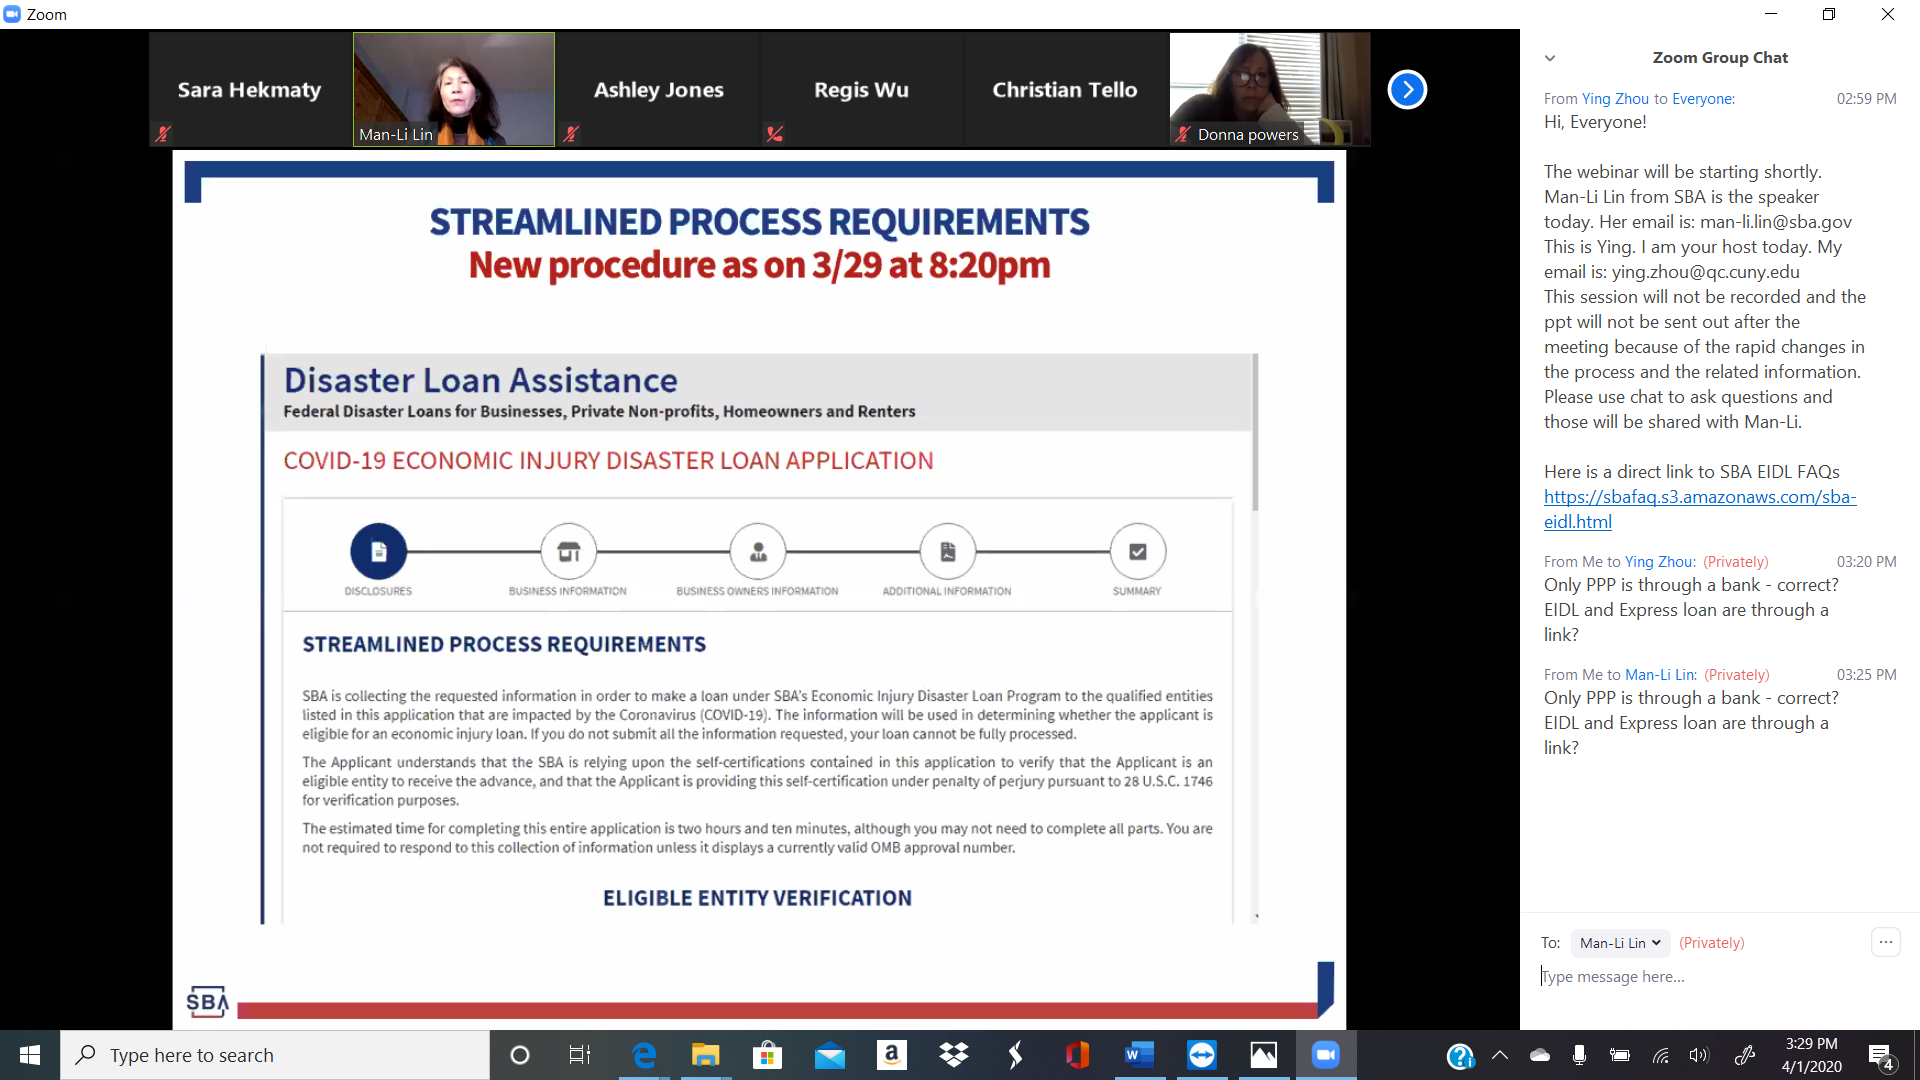 Zoom
Sara Hekmaty
Man-Li Lin
Ashley Jones
Regis Wu
Christian Tello
Donna powers
STREAMLINED PROCESS REQUIREMENTS
New procedure as on 3/29 at 8:20pm
Disaster Loan Assistance
Federal Disaster Loans for Businesses, Private Non-profits, Homeowners and Renters
COVID-19 ECONOMIC INJURY DISASTER LOAN APPLICATION
DISCLOSURES
BUSINESS INFORMATION
BUSINESS OWNERS INFORMATION
ADDITIONAL INFORMATION
SUMMARY
STREAMLINED PROCESS REQUIREMENTS
SBA is collecting the requested information in order to make a loan under SBA's Economic Injury Disaster Loan Program to the qualified entities
listed in this application that are impacted by the Coronavirus (COVID-19). The information will be used in determining whether the applicant is
eligible for an economic injury loan. If you do not submit all the information requested, your loan cannot be fully processed.
The Applicant understands that the SBA is relying upon the self-certifications contained in this application to verify that the Applicant is an
eligible entity to receive the advance, and that the Applicant is providing this self-certification under penalty of perjury pursuant to 28 U.S.C. 1746
for verification purposes.
The estimated time for completing this entire application is two hours and ten minutes, although you may not need to complete all parts. You are
not required to respond to this collection of information unless it displays a currently valid OMB approval number.
ELIGIBLE ENTITY VERIFICATION
SBA
Zoom Group Chat
From Ying Zhou to Everyone: 02:59 PM
Hi, Everyone!
The webinar will be starting shortly.
Man-Li Lin from SBA is the speaker
today. Her email is: man-li.lin@sba.gov
This is Ying. I am your host today. My
email is: ying.zhou@qc.cuny.edu
This session will not be recorded and the
ppt will not be sent out after the
meeting because of the rapid changes in
the process and the related information.
Please use chat to ask questions and
those will be shared with Man-Li.
Here is a direct link to SBA EIDL FAQs
https://sbafaq.s3.amazonaws.com/sba-
eidl.html
From Me to Ying Zhou: (Privately) 03:20 PM
Only PPP is through a bank - correct?
EIDL and Express loan are through a
link?
From Me to Man-Li Lin: (Privately) 03:25 PM
Only PPP is through a bank - correct?
EIDL and Express loan are through a
link?
To: Man-Li Lin (Privately)
Type message here...
Type here to search
3:29 PM
4/1/2020
4